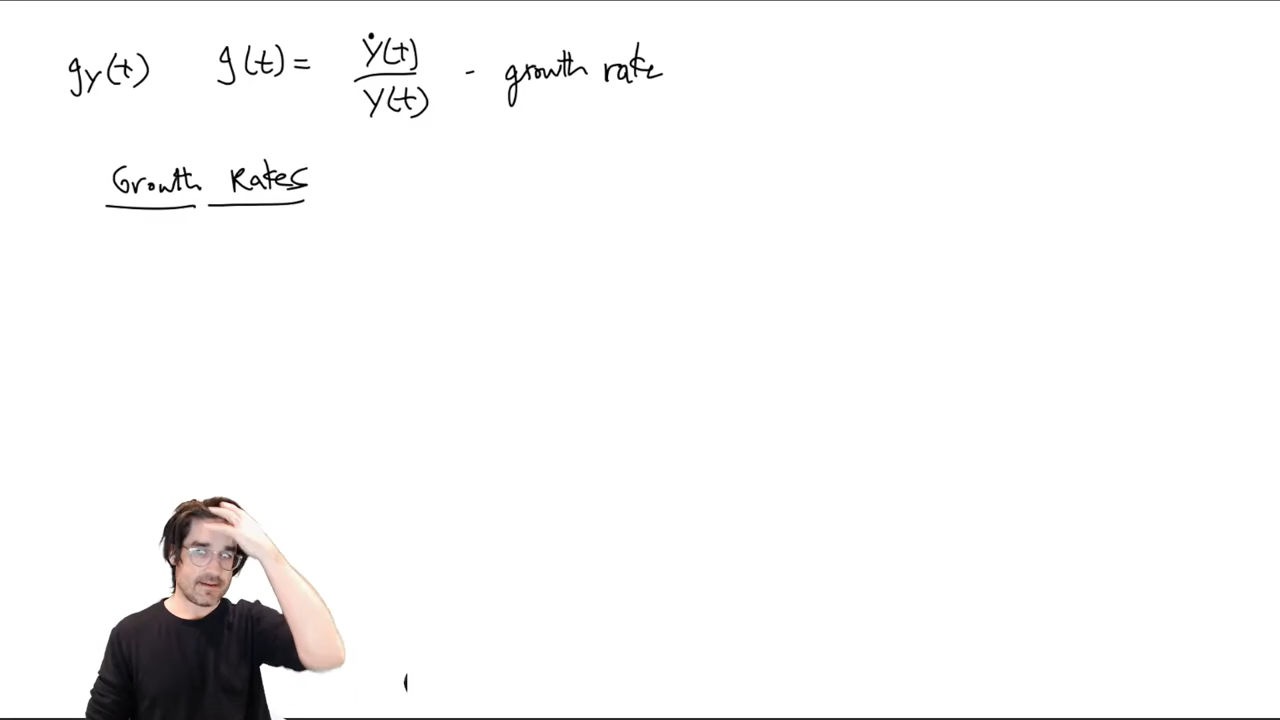 gY(t) g(t) = Ẏ(t)/Y(t) - growth rate
Growth Rates